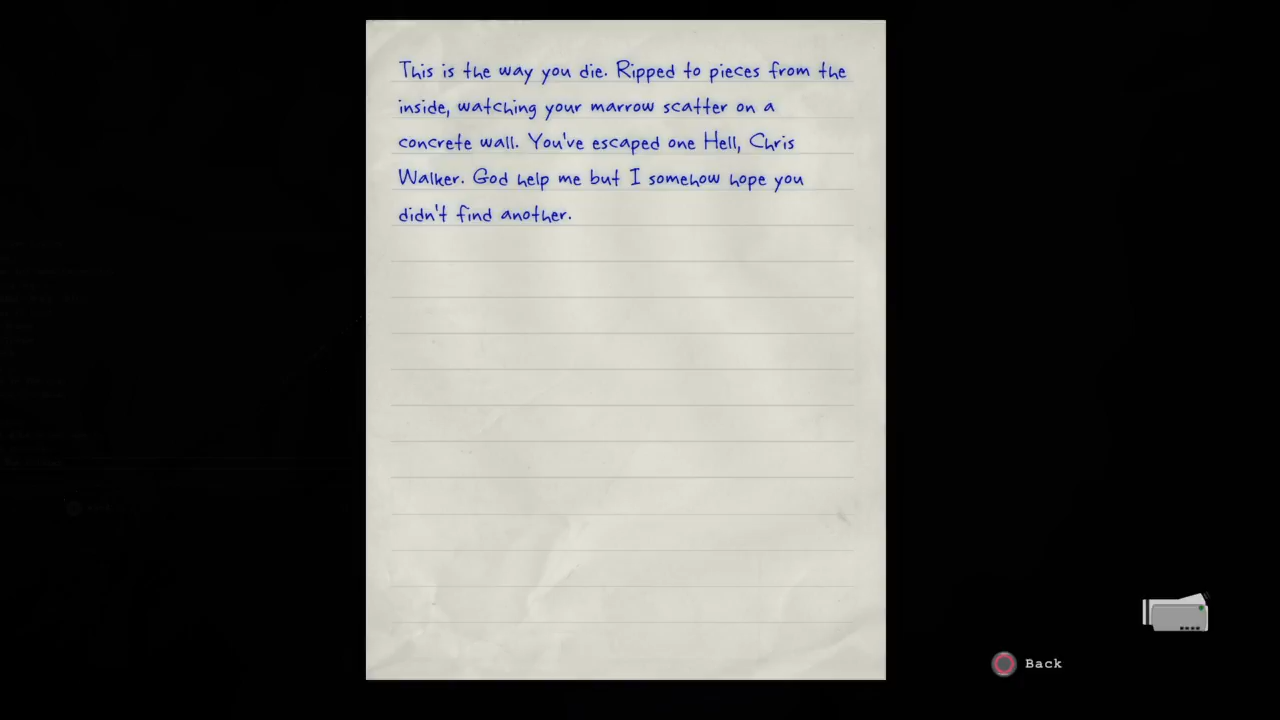 This is the way you die. Ripped to pieces from the
inside, watching your marrow scatter on a
concrete wall. You've escaped one Hell, Chris
Walker. God help me but I somehow hope you
didn't find another.
Back